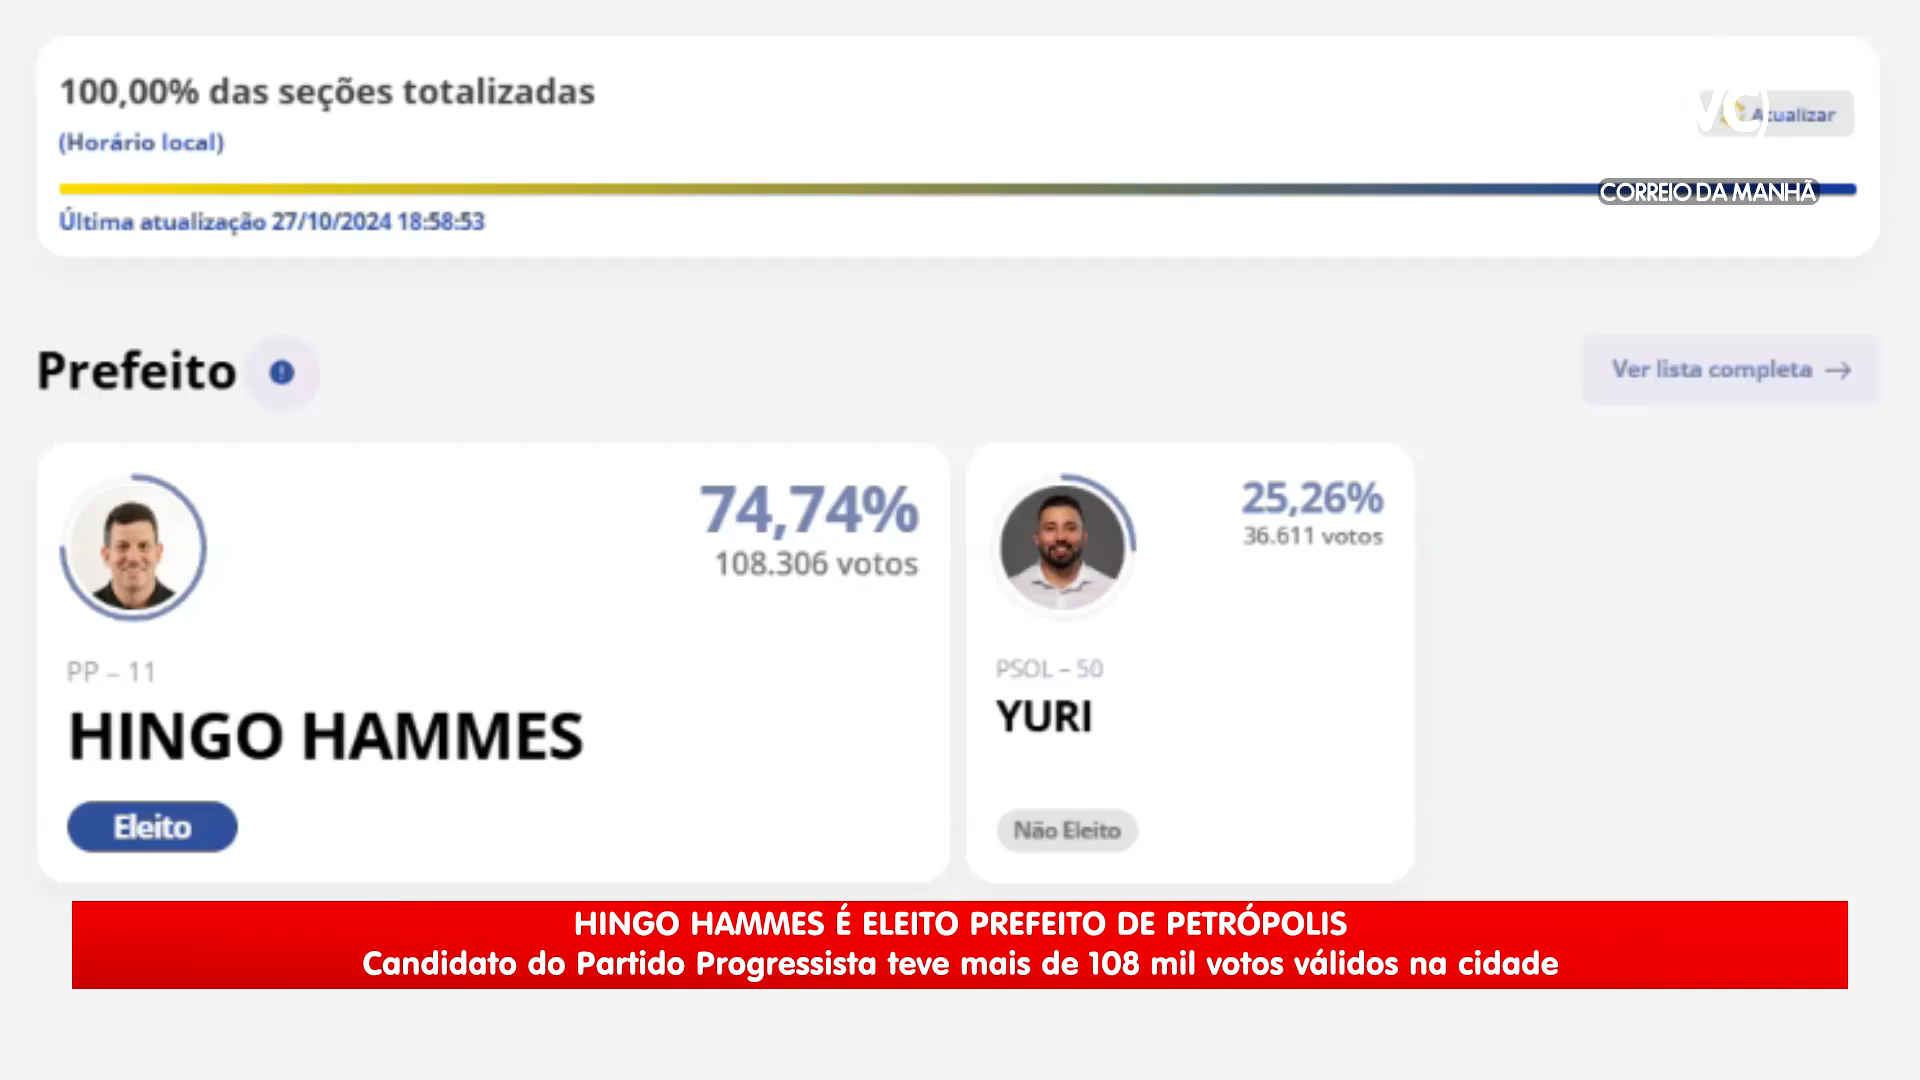 100,00% das seções totalizadas
(Horário local)
VC
Atualizar
CORREIO DA MANHÃ
Última atualização 27/10/2024 18:58:53
Prefeito
Ver lista completa →
74,74%
108.306 votos
PP – 11
HINGO HAMMES
Eleito
25,26%
36.611 votos
PSOL – 50
YURI
Não Eleito
HINGO HAMMES É ELEITO PREFEITO DE PETRÓPOLIS
Candidato do Partido Progressista teve mais de 108 mil votos válidos na cidade